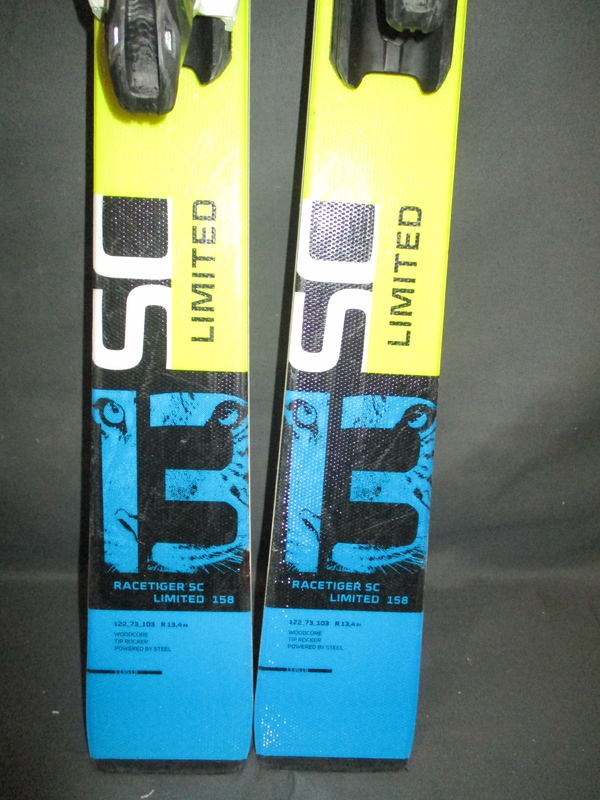 SC
LIMITED
13
RACETIGER SC
LIMITED 158
122_73_103 R 13,4 M
WOODCORE
TIP ROCKER
POWERED BY STEEL
SC
LIMITED
13
RACETIGER SC
LIMITED 158
122_73_103 R 13,4 M
WOODCORE
TIP ROCKER
POWERED BY STEEL